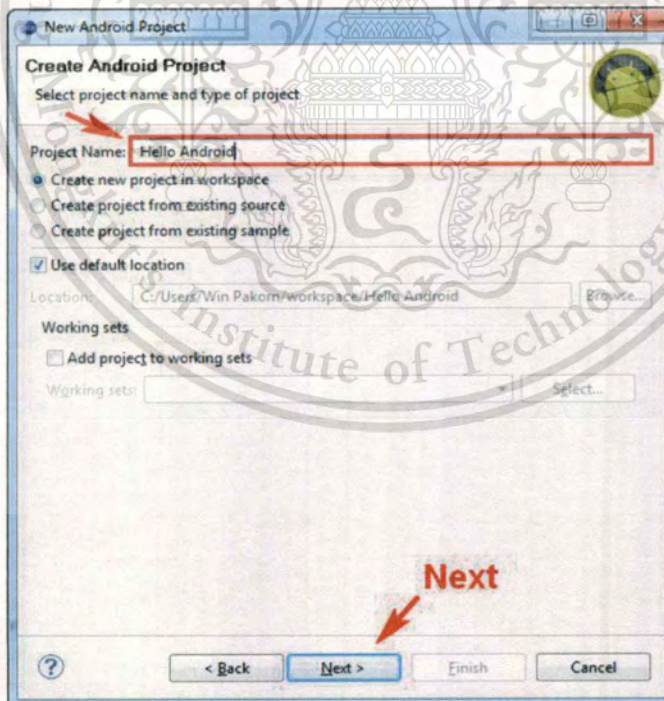 New Android Project
Create Android Project
Select project name and type of project
Project Name: Hello Android
Create new project in workspace
Create project from existing source
Create project from existing sample
Use default location
Location: C:/Users/Win Pakorn/workspace/Hello Android Browse...
Working sets
Add project to working sets
Working sets: Select...
Next
? < Back Next > Finish Cancel
Institute of Technolog